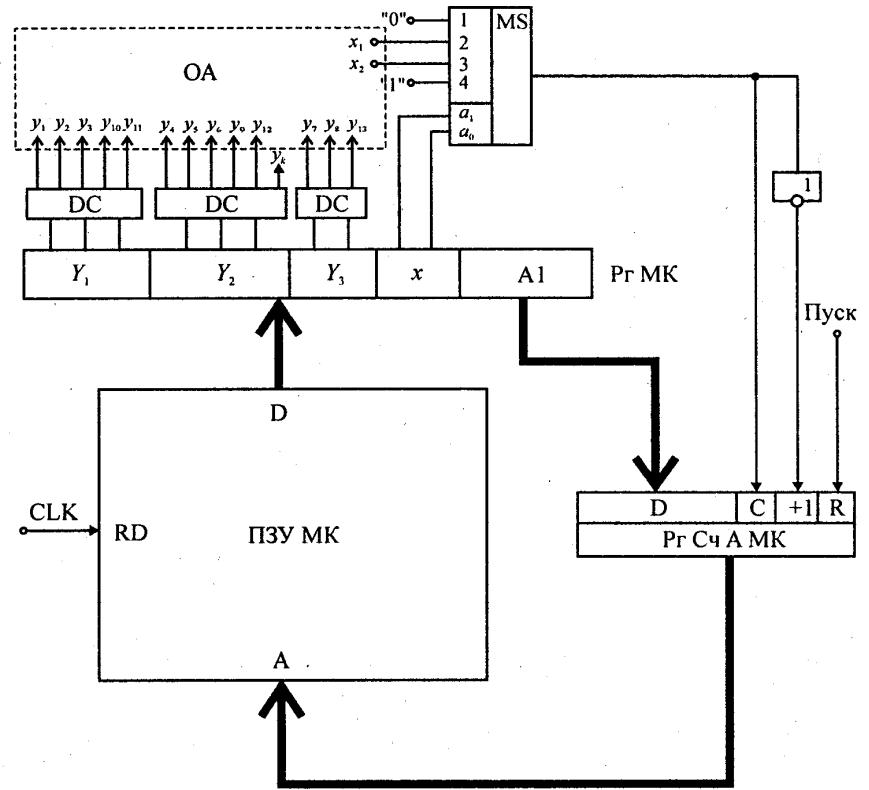 "0" 1 MS
x₁ 2
x₂ 3
"1" 4
ОА
a₁
a₀
y₁ y₂ y₃ y₁₀ y₁₁ y₄ y₅ y₆ y₉ y₁₂ y₇ y₈ y₁₃
yₖ
DC DC DC
1
Y₁ Y₂ Y₃ x A1 Рг МК
Пуск
D
CLK
RD ПЗУ МК
A
D C +1 R
Рг Сч А МК